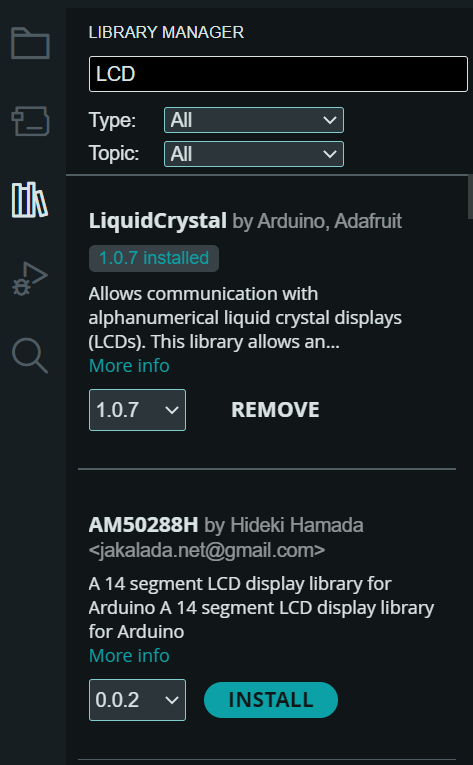 LIBRARY MANAGER
LCD
Type: All
Topic: All
LiquidCrystal by Arduino, Adafruit
1.0.7 installed
Allows communication with
alphanumerical liquid crystal displays
(LCDs). This library allows an...
More info
1.0.7 REMOVE
AM50288H by Hideki Hamada
<jakalada.net@gmail.com>
A 14 segment LCD display library for
Arduino A 14 segment LCD display library
for Arduino
More info
0.0.2 INSTALL